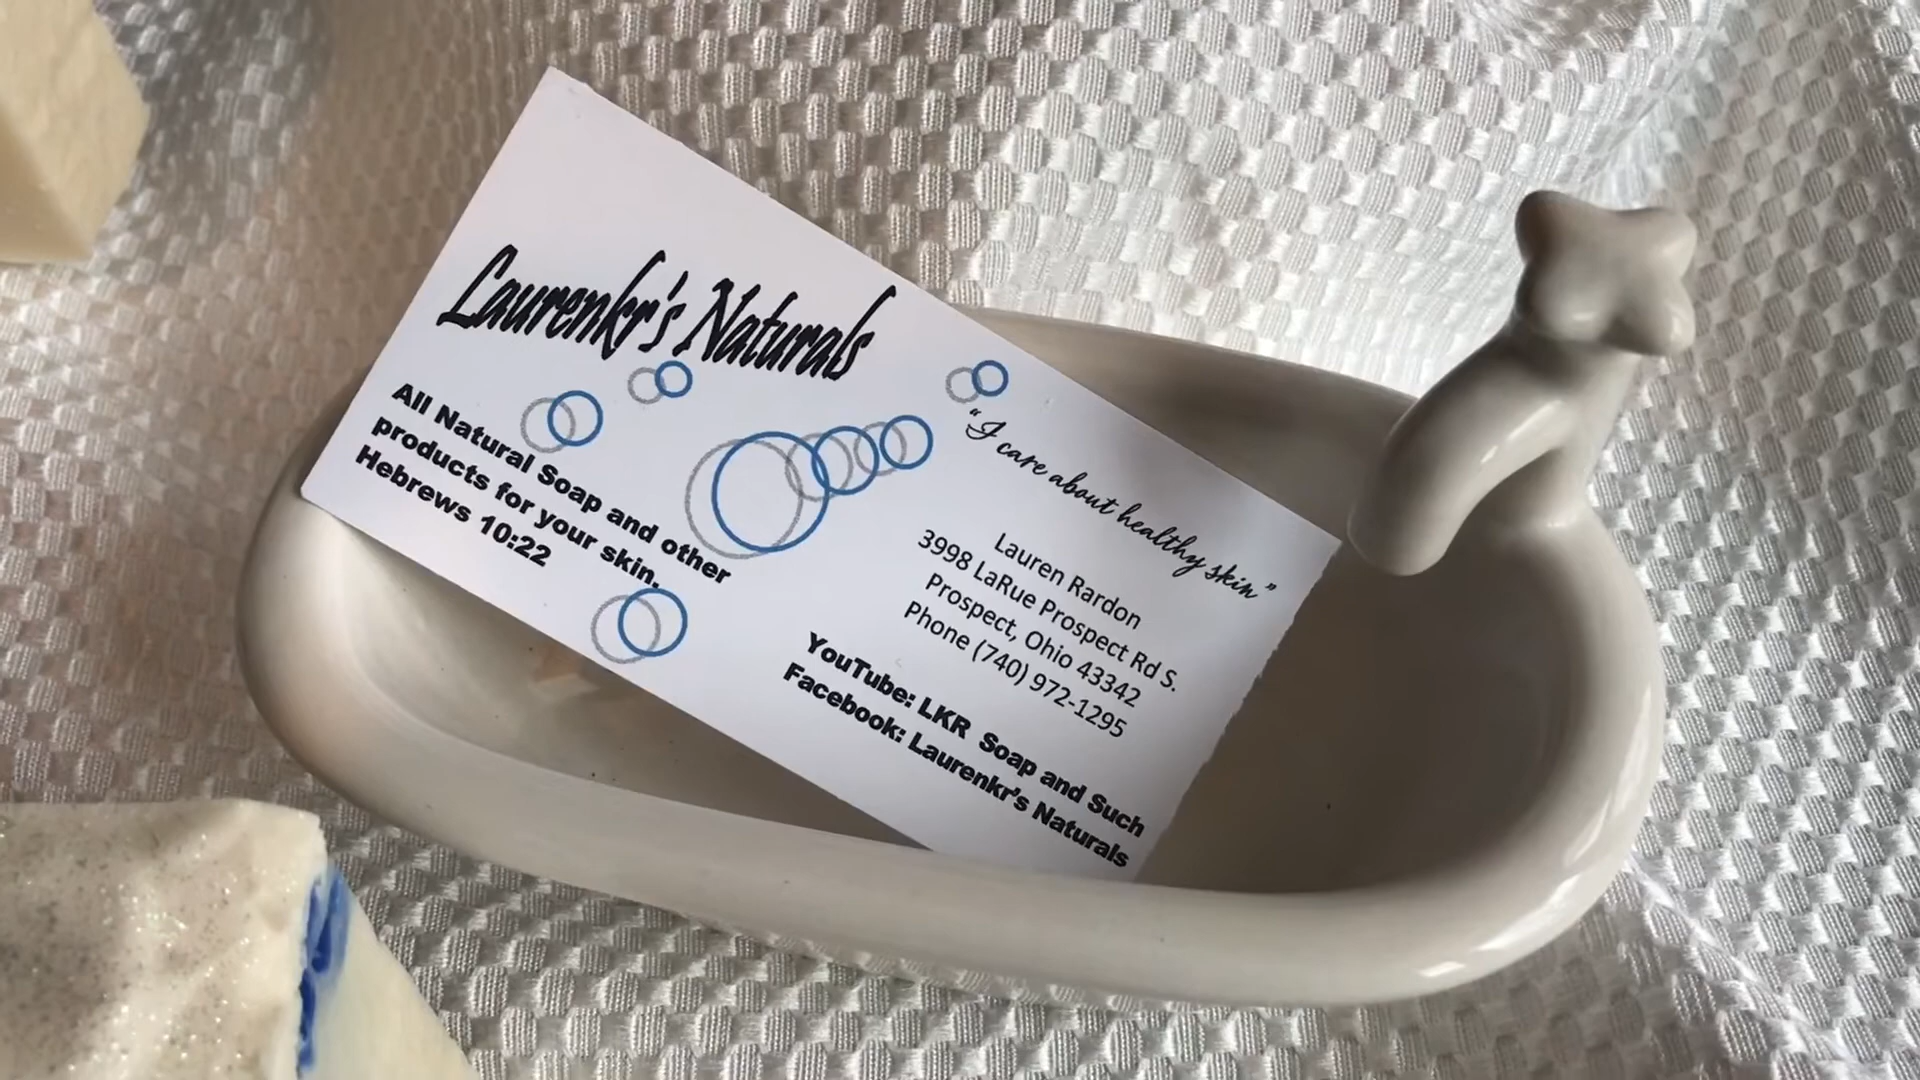 Laurenkr's Naturals
All Natural Soap and other
products for your skin.
Hebrews 10:22
“I care about healthy skin”
Lauren Rardon
3998 LaRue Prospect Rd S.
Prospect, Ohio 43342
Phone (740) 972-1295
YouTube: LKR Soap and Such
Facebook: Laurenkr's Naturals